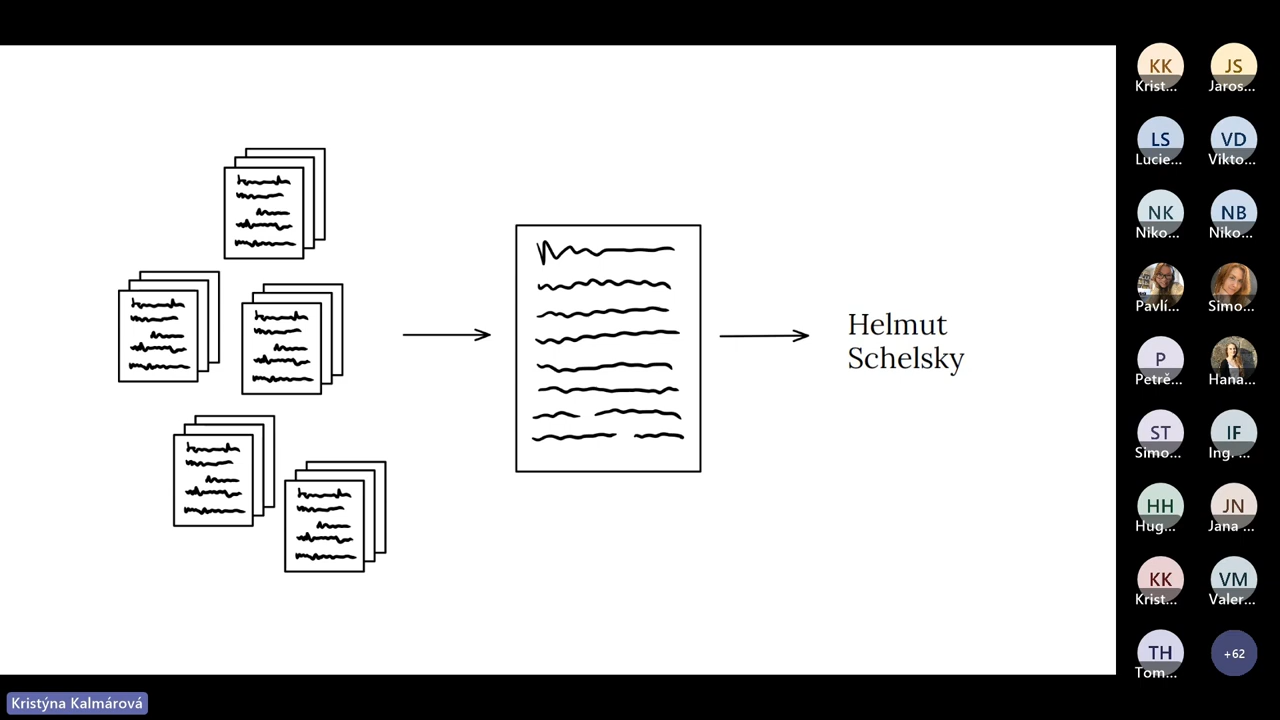 Helmut
Schelsky
KK
Krist...
JS
Jaros...
LS
Lucie...
VD
Vikto...
NK
Niko...
NB
Niko...
Pavlí...
Simo...
P
Petrě...
Hana...
ST
Simo...
IF
Ing. ...
HH
Hug...
JN
Jana ...
KK
Krist...
VM
Valer...
TH
Tom...
+62
Kristýna Kalmárová